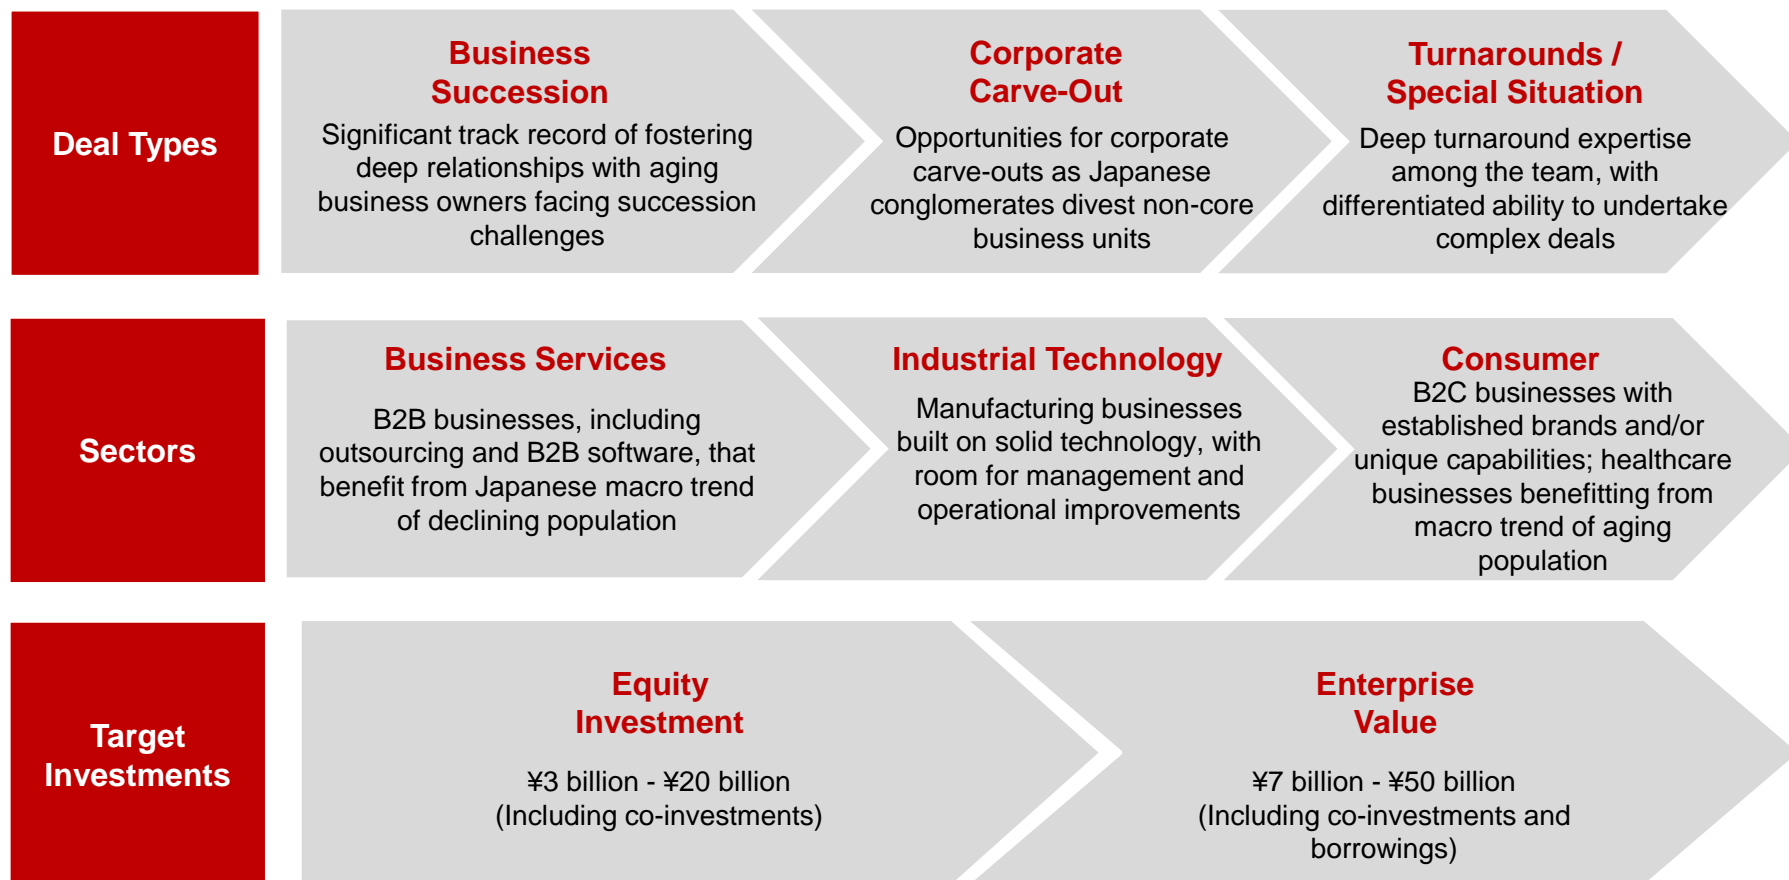 Deal Types
Business
Succession
Significant track record of fostering
deep relationships with aging
business owners facing succession
challenges
Corporate
Carve-Out
Opportunities for corporate
carve-outs as Japanese
conglomerates divest non-core
business units
Turnarounds /
Special Situation
Deep turnaround expertise
among the team, with
differentiated ability to undertake
complex deals
Sectors
Business Services
B2B businesses, including
outsourcing and B2B software, that
benefit from Japanese macro trend
of declining population
Industrial Technology
Manufacturing businesses
built on solid technology, with
room for management and
operational improvements
Consumer
B2C businesses with
established brands and/or
unique capabilities; healthcare
businesses benefitting from
macro trend of aging
population
Target
Investments
Equity
Investment
¥3 billion - ¥20 billion
(Including co-investments)
Enterprise
Value
¥7 billion - ¥50 billion
(Including co-investments and
borrowings)